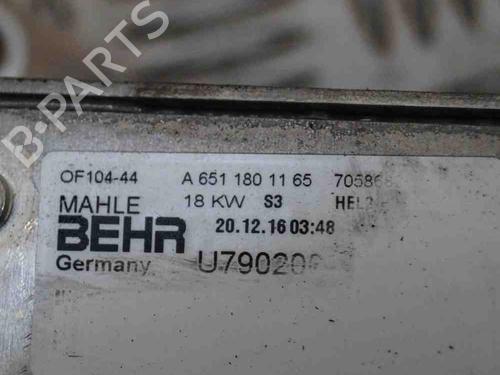 B-PARTS
OF104-44 A 651 180 11 65
MAHLE 18 KW S3
BEHR 20.12.16 03:48
Germany